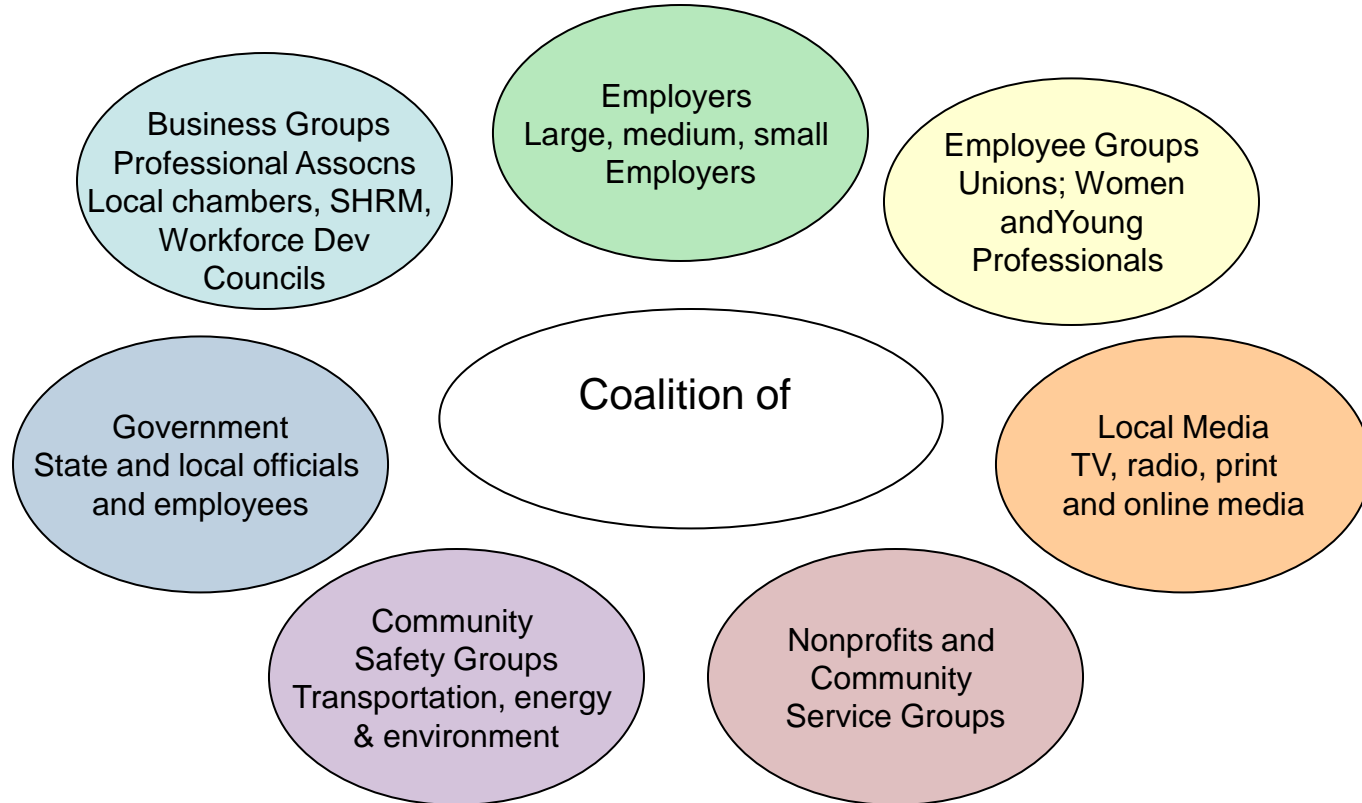 Business Groups
Professional Assocns
Local chambers, SHRM,
Workforce Dev
Councils
Employers
Large, medium, small
Employers
Employee Groups
Unions; Women
andYoung
Professionals
Coalition of
Government
State and local officials
and employees
Local Media
TV, radio, print
and online media
Community
Safety Groups
Transportation, energy
& environment
Nonprofits and
Community
Service Groups